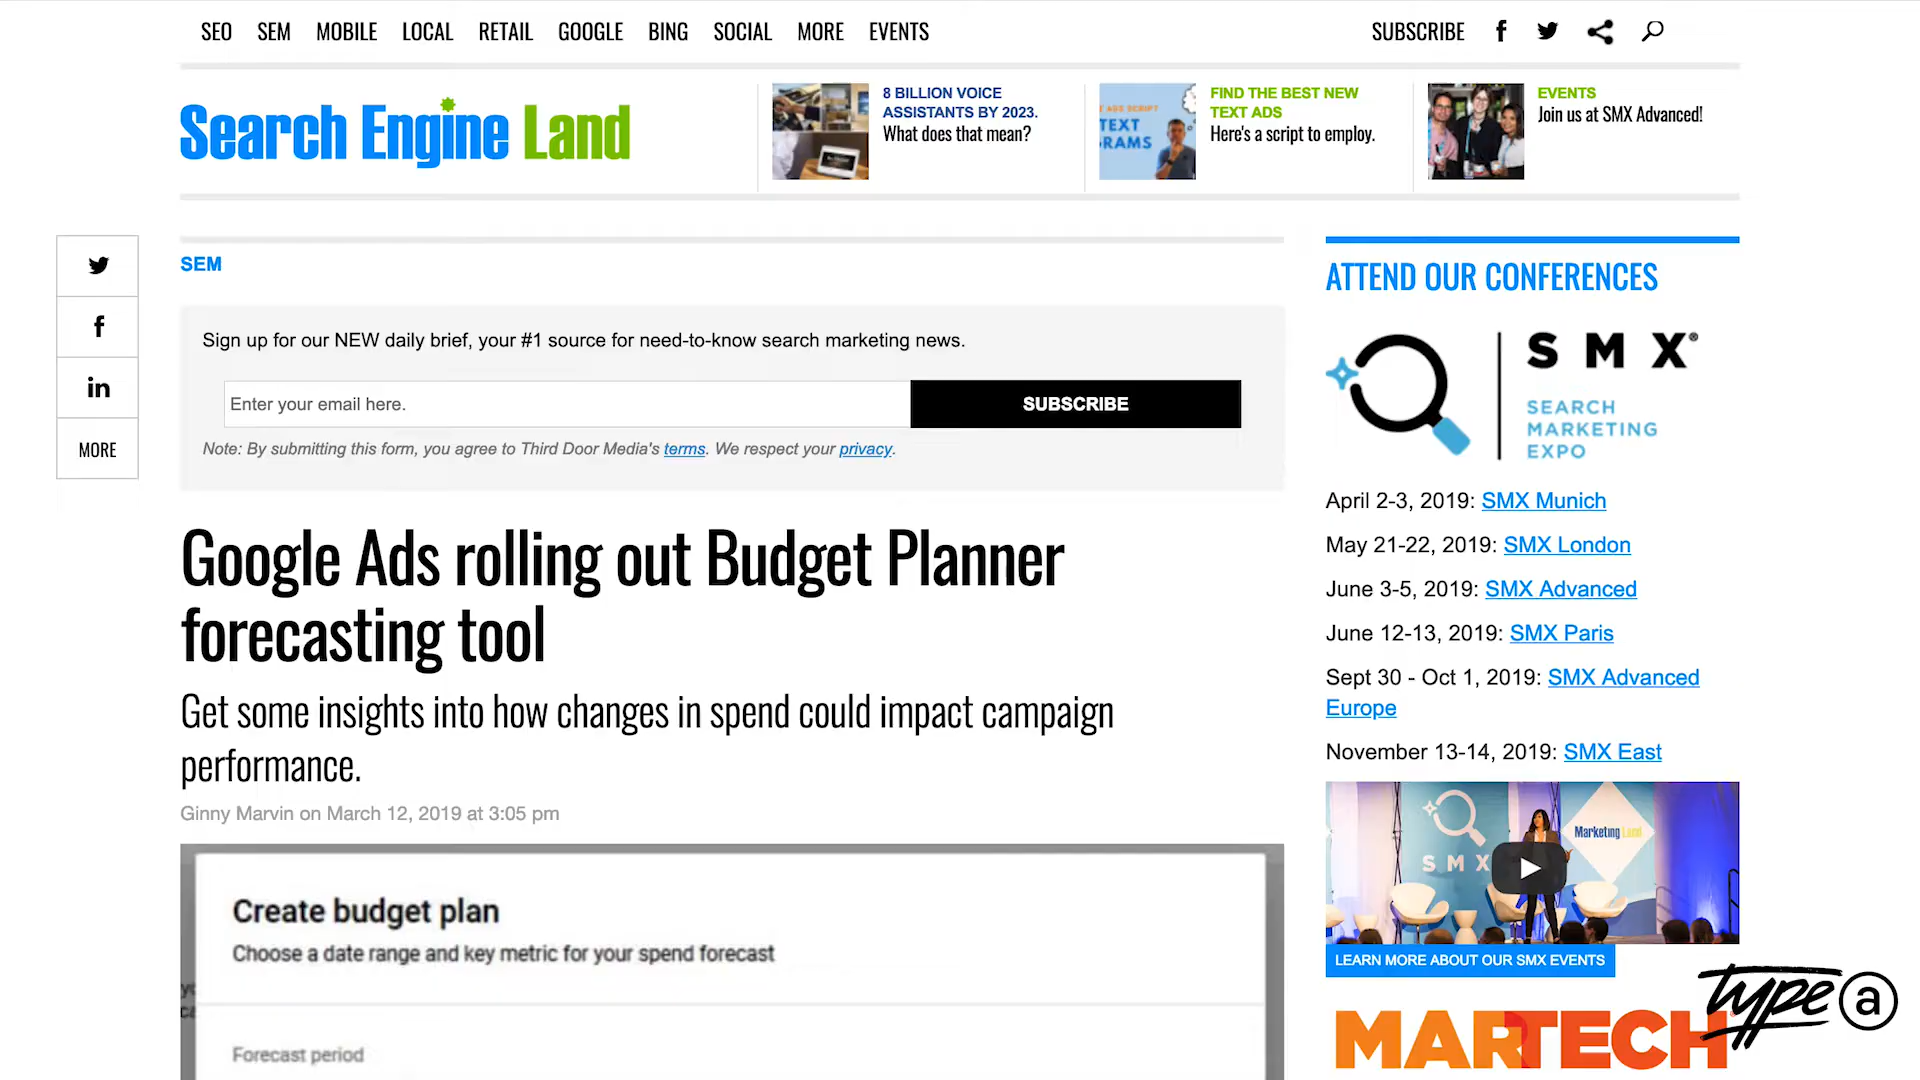 SEO SEM MOBILE LOCAL RETAIL GOOGLE BING SOCIAL MORE EVENTS SUBSCRIBE
Search Engine Land
8 BILLION VOICE
ASSISTANTS BY 2023.
What does that mean?
TEXT
RAMS
FIND THE BEST NEW
TEXT ADS
Here's a script to employ.
EVENTS
Join us at SMX Advanced!
MORE
SEM
Sign up for our NEW daily brief, your #1 source for need-to-know search marketing news.
Enter your email here.
SUBSCRIBE
Note: By submitting this form, you agree to Third Door Media's terms. We respect your privacy.
Google Ads rolling out Budget Planner
forecasting tool
Get some insights into how changes in spend could impact campaign
performance.
Ginny Marvin on March 12, 2019 at 3:05 pm
Create budget plan
Choose a date range and key metric for your spend forecast
Forecast period
ATTEND OUR CONFERENCES
SMX®
SEARCH
MARKETING
EXPO
April 2-3, 2019: SMX Munich
May 21-22, 2019: SMX London
June 3-5, 2019: SMX Advanced
June 12-13, 2019: SMX Paris
Sept 30 - Oct 1, 2019: SMX Advanced
Europe
November 13-14, 2019: SMX East
SMX
Marketing Land
LEARN MORE ABOUT OUR SMX EVENTS
MARTECH
type a